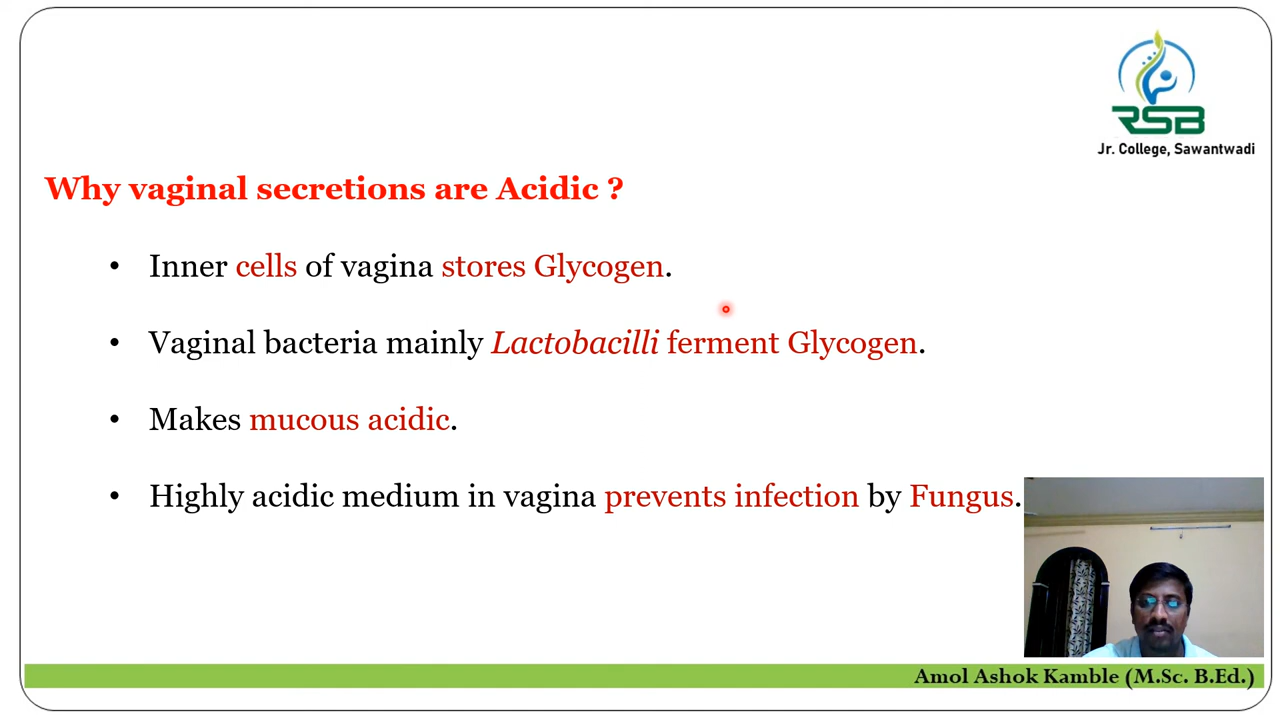 RSB
Jr. College, Sawantwadi
Why vaginal secretions are Acidic ?
• Inner cells of vagina stores Glycogen.
• Vaginal bacteria mainly Lactobacilli ferment Glycogen.
• Makes mucous acidic.
• Highly acidic medium in vagina prevents infection by Fungus.
Amol Ashok Kamble (M.Sc. B.Ed.)